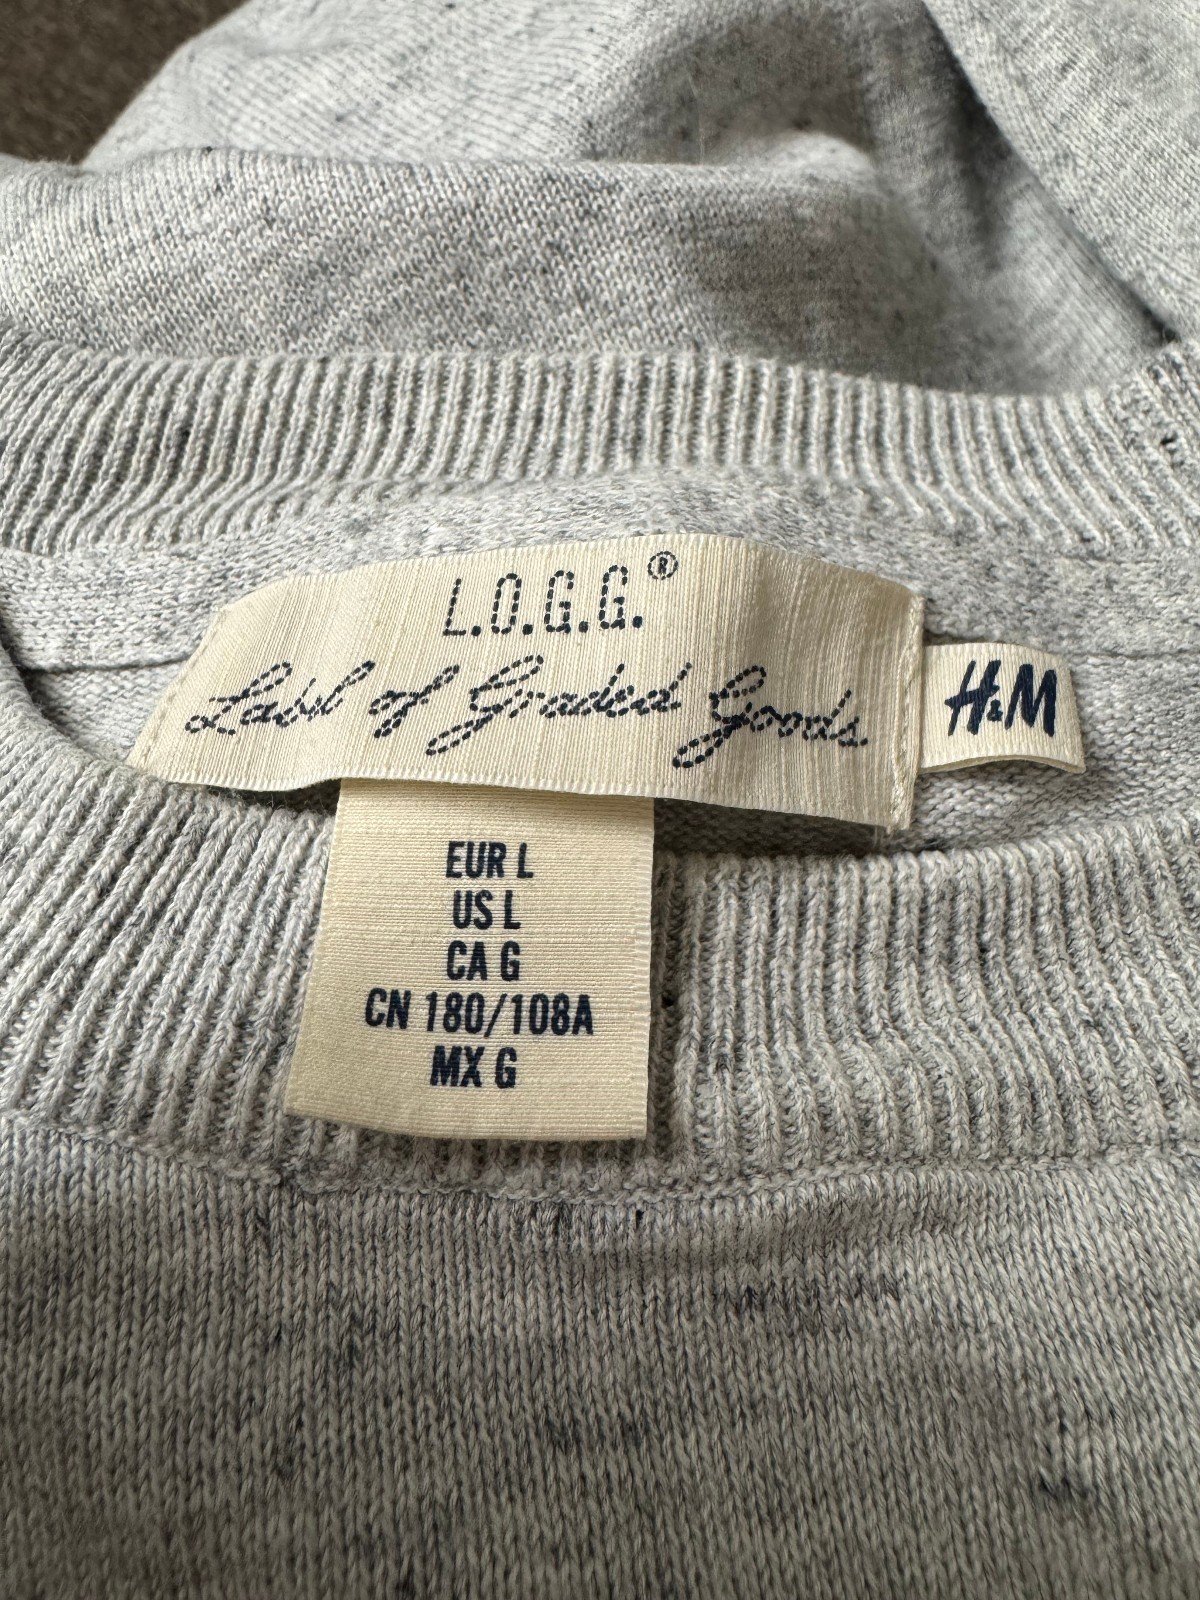 L.O.G.G.®
Label of Graded Goods.
H&M
EUR L
US L
CA G
CN 180/108A
MX G